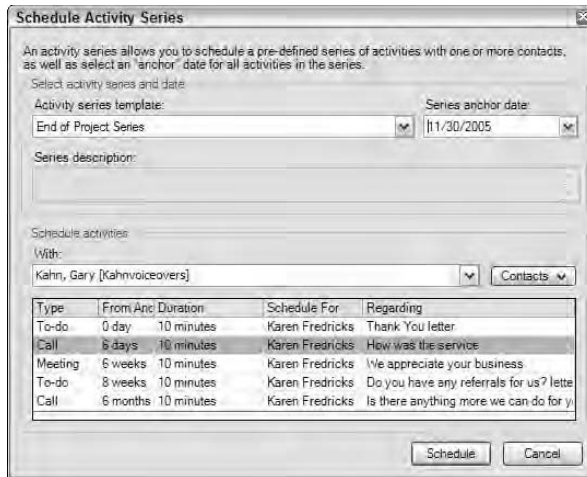 Schedule Activity Series
An activity series allows you to schedule a pre-defined series of activities with one or more contacts,
as well as select an "anchor" date for all activities in the series.
Select activity series and date
Activity series template: Series anchor date:
End of Project Series 11/30/2005
Series description:
Schedule activities
With:
Kahn, Gary [Kahnvoiceovers] Contacts
Type From Anc Duration Schedule For Regarding
To-do 0 day 10 minutes Karen Fredricks Thank You letter
Call 6 days 10 minutes Karen Fredricks How was the service
Meeting 6 weeks 10 minutes Karen Fredricks We appreciate your business
To-do 8 weeks 10 minutes Karen Fredricks Do you have any referrals for us? lette
Call 6 months 10 minutes Karen Fredricks Is there anything more we can do for y
Schedule Cancel